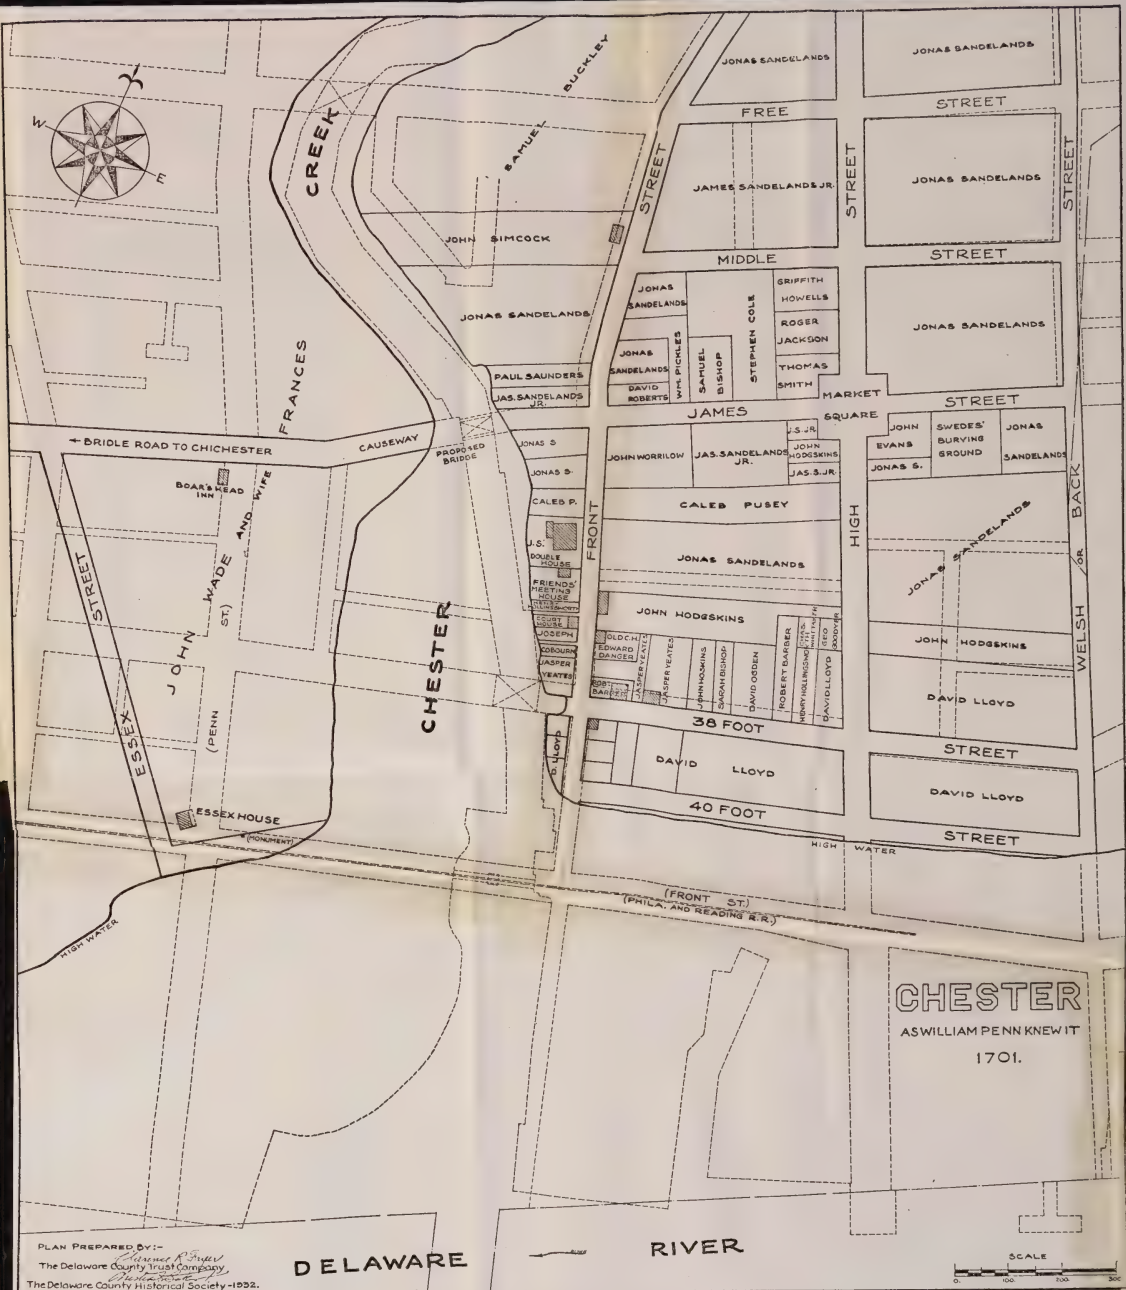 JONAS SANDELANDS
JONAS SANDELANDS
FREE STREET
BUCKLEY
SAMUEL
CREEK
W
E
STREET
JAMES SANDELANDS JR.
STREET
JONAS SANDELANDS
STREET
JOHN SIMCOCK
MIDDLE STREET
JONAS
SANDELANDS
GRIFFITH
HOWELLS
ROGER
JACKSON
THOMAS
SMITH
JONAS SANDELANDS
JONAS SANDELANDS
STEPHEN COLE
WM. PICKLES
SAMUEL
BISHOP
JONAS
SANDELANDS
DAVID
ROBERTS
PAUL SAUNDERS
JAS. SANDELANDS
JR.
MARKET
SQUARE
JAMES STREET
FRANCES
← BRIDLE ROAD TO CHICHESTER
CAUSEWAY
PROPOSED
BRIDGE
JONAS S
JONAS S.
CALEB P.
JOHN WORRILOW
JAS. SANDELANDS
JR.
J.S. JR.
JOHN
HODGSKINS
JAS. S. JR.
JOHN
EVANS
JONAS S.
SWEDES'
BURYING
GROUND
JONAS
SANDELANDS
BOAR'S HEAD
INN
AND WIFE
WADE
JOHN
CALEB PUSEY
FRONT
HIGH
BACK
OR
WELSH
JONAS SANDELANDS
JONAS SANDELANDS
J.S.
DOUBLE
HOUSE
FRIENDS'
MEETING
HOUSE
COURT
HOUSE
JOSEPH
COBOURN
JASPER
YEATES
STREET
ESSEX
(PENN ST.)
CHESTER
JOHN HODGSKINS
OLD C.H.
EDWARD
DANGER
JASPER YEATES
JASPER YEATES
JOHN HOSKINS
SARAH BISHOP
DAVID OGDEN
ROBERT BARBER
DAVID LLOYD
JOHN HODGSKINS
DAVID LLOYD
38 FOOT STREET
D. LLOYD
DAVID LLOYD
DAVID LLOYD
40 FOOT STREET
ESSEX HOUSE
(MONUMENT)
HIGH WATER
HIGH WATER
(FRONT ST.)
(PHILA. AND READING R.R.)
CHESTER
AS WILLIAM PENN KNEW IT
1701.
DELAWARE RIVER
PLAN PREPARED BY:-
The Delaware County Trust Company
The Delaware County Historical Society-1932.
SCALE
0. 100. 200. 300